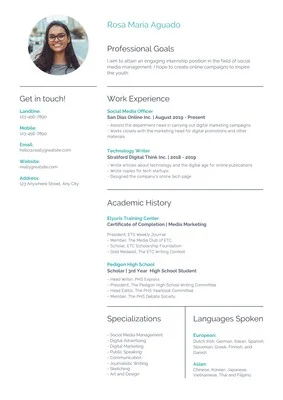 Rosa Maria Aguado
Professional Goals
I aim to attain an engaging internship position in the field of social
media management. I hope to create online campaigns to inspire
the youth.
Get in touch!
Landline:
123-456-7890
Mobile:
123-456-7890
Email:
hello@reallygreatsite.com
Website:
reallygreatsite.com
Address:
123 Anywhere Street, Any City
Work Experience
Social Media Officer
San Dias Online Inc. | August 2019 - Present
- Assists the department head in carrying out digital marketing campaigns
- Works closely with the marketing head for digital promotions and other
materials
Technology Writer
Stratford Digital Think Inc. | 2018 - 2019
- Wrote articles about technology and the digital age for online publications
- Wrote copies for tech startups
- Designed the company's online tech page
Academic History
Elyuris Training Center
Certificate of Completion | Media Marketing
President, ETC Weekly Journal
- Member, The Media Club of ETC
- Scholar, ETC Scholarship Foundation
- Gold Medalist, The ETC Writing Contest
Pedigon High School
Scholar | 3rd Year High School Student
- Head Writer, PHS Express
- President, The Pedigon High School Writing Committee
- Head Editor, The PHS Yearbook Committee
- Member, The PHS Debate Society
Specializations
- Social Media Management
- Digital Advertising
- Digital Marketing
- Public Speaking
- Communication
- Journalistic Writing
- Sketching
- Art and Design
Languages Spoken
European:
Dutch Irish, German, Italian, Spanish,
Slovenian, Greek, Finnish, and
Danish
Asian:
Chinese, Korean, Japanese,
Vietnamese, Thai and Filipino